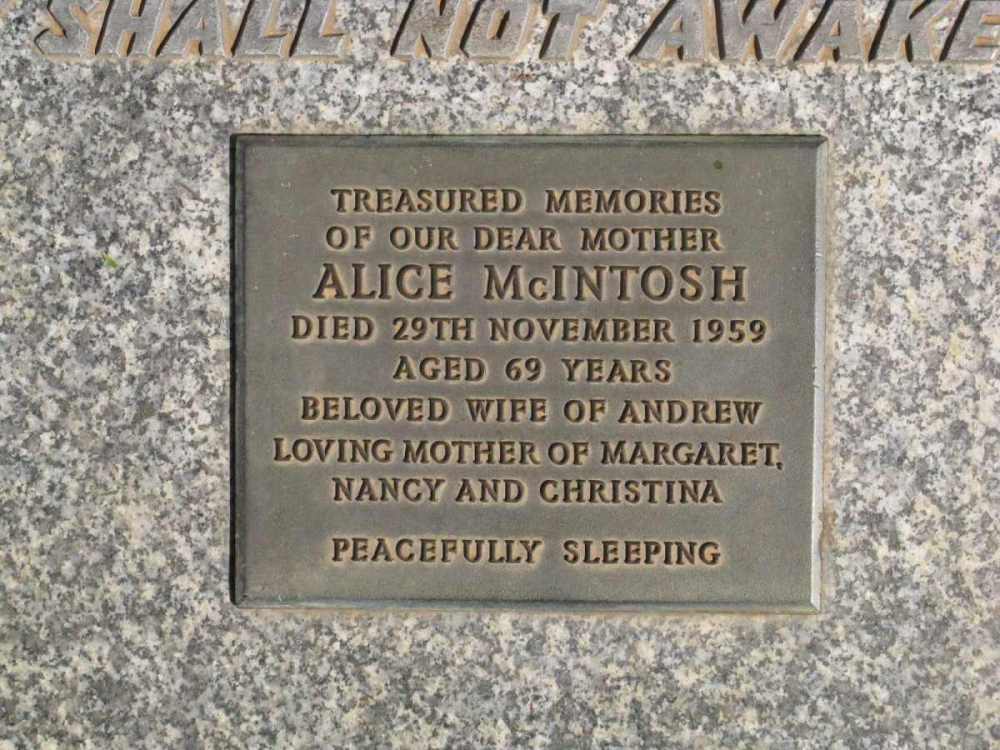 SHALL NOT AWAKE
TREASURED MEMORIES
OF OUR DEAR MOTHER
ALICE McINTOSH
DIED 29TH NOVEMBER 1959
AGED 69 YEARS
BELOVED WIFE OF ANDREW
LOVING MOTHER OF MARGARET,
NANCY AND CHRISTINA
PEACEFULLY SLEEPING